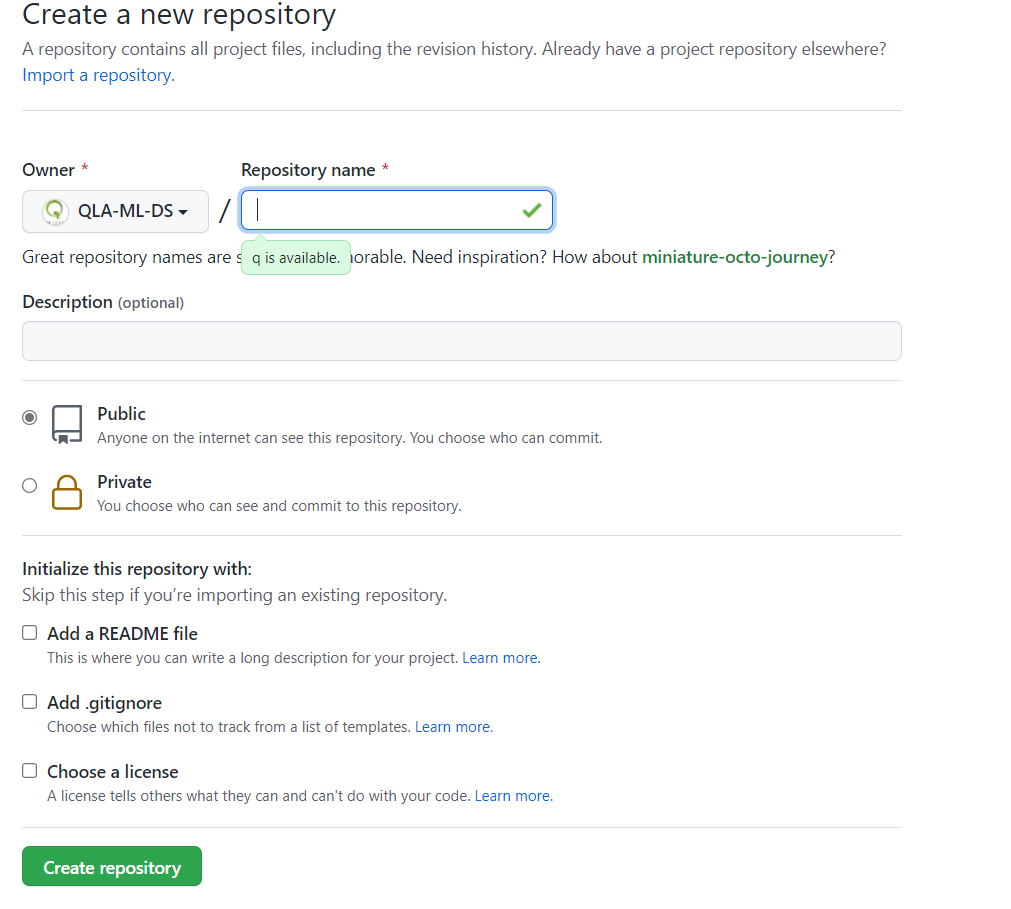 Create a new repository
A repository contains all project files, including the revision history. Already have a project repository elsewhere?
Import a repository.
Owner *
Repository name *
QLA-ML-DS
/
q is available.
Great repository names are s orable. Need inspiration? How about miniature-octo-journey?
Description (optional)
Public
Anyone on the internet can see this repository. You choose who can commit.
Private
You choose who can see and commit to this repository.
Initialize this repository with:
Skip this step if you’re importing an existing repository.
Add a README file
This is where you can write a long description for your project. Learn more.
Add .gitignore
Choose which files not to track from a list of templates. Learn more.
Choose a license
A license tells others what they can and can't do with your code. Learn more.
Create repository